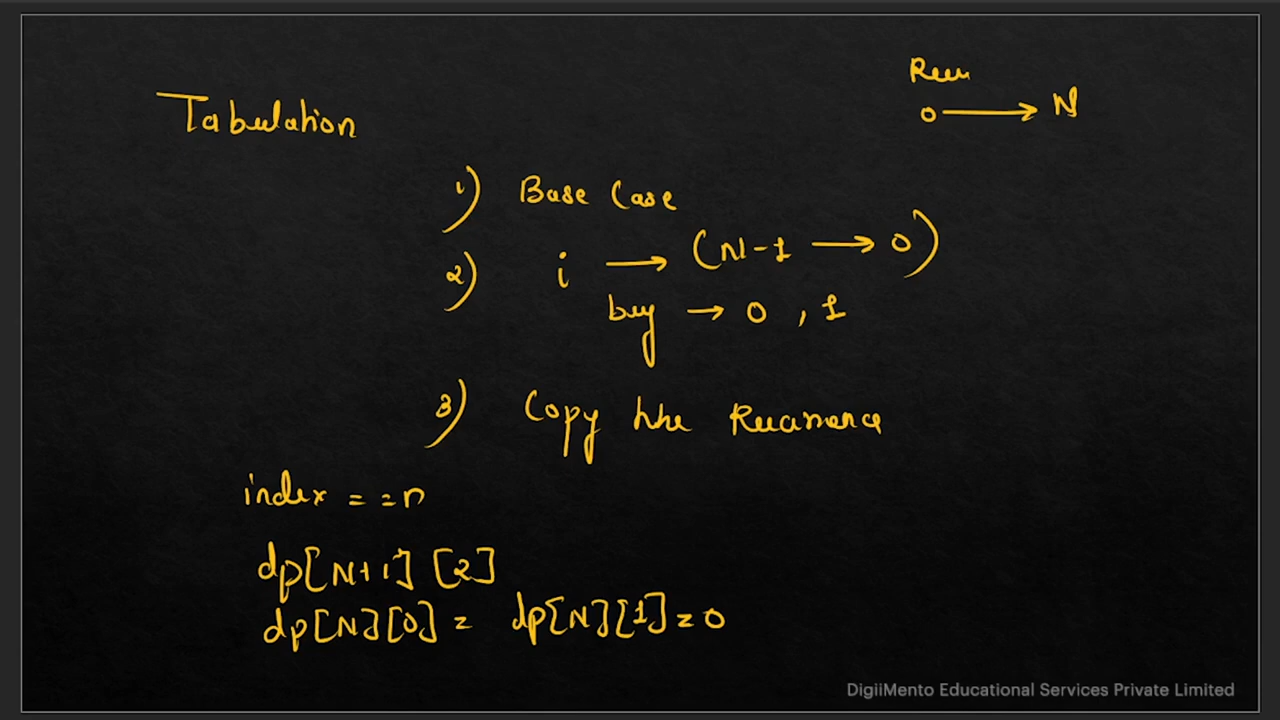 Recu
0 → N
Tabulation
1) Base Case
2) i → (N-1 → 0)
buy → 0, 1
3) Copy the Recurrence
index = = n
dp[N+1][2]
dp[N][0] = dp[N][1] = 0
DigiiMento Educational Services Private Limited